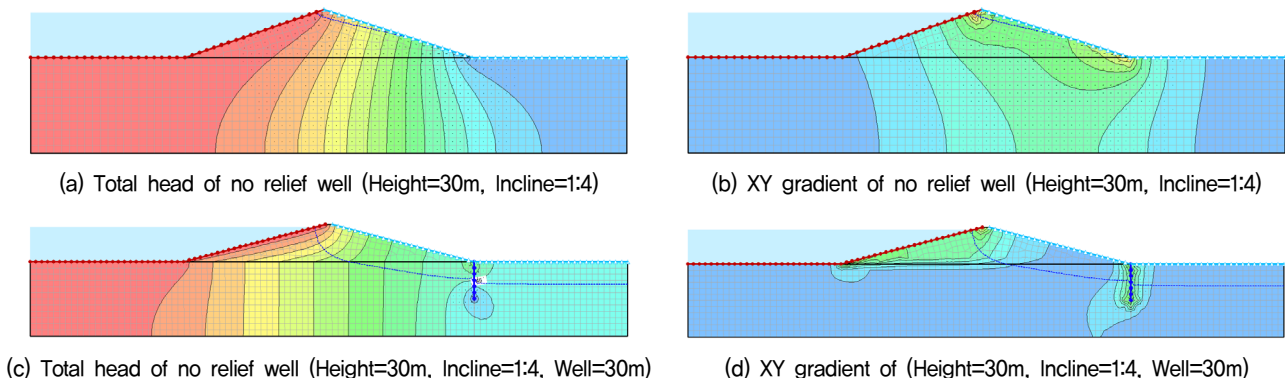 (a) Total head of no relief well (Height=30m, Incline=1:4)
(b) XY gradient of no relief well (Height=30m, Incline=1:4)
(c) Total head of no relief well (Height=30m, Incline=1:4, Well=30m)
(d) XY gradient of (Height=30m, Incline=1:4, Well=30m)